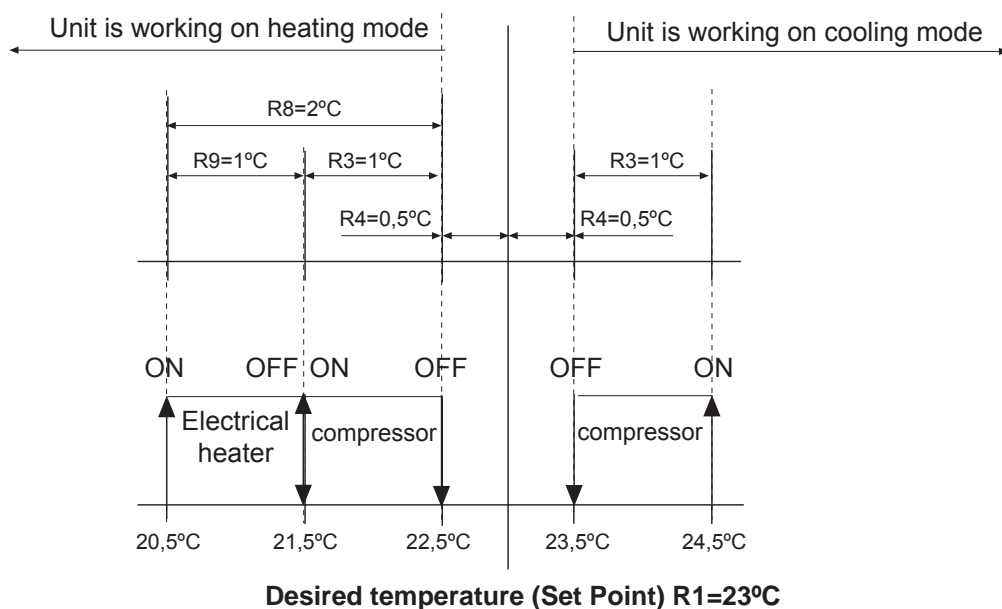 Unit is working on heating mode
Unit is working on cooling mode
R8=2ºC
R9=1ºC
R3=1ºC
R3=1ºC
R4=0,5ºC
R4=0,5ºC
ON
OFF
ON
OFF
OFF
ON
Electrical
heater
compressor
compressor
20,5ºC
21,5ºC
22,5ºC
23,5ºC
24,5ºC
Desired temperature (Set Point) R1=23ºC